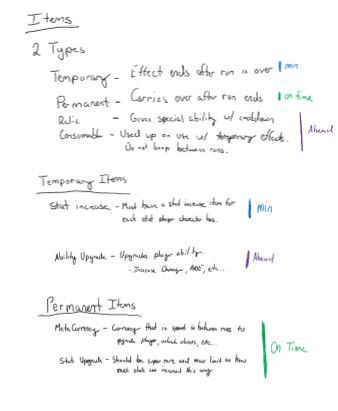 Items
2 Types
Temporary - Effect ends after run is over | min
Permanent - Carries over after run ends | on time
Relic - Gives special ability w/ cooldown
Consumable - Used up on use w/ temporary effects.
Do not keep between runs.
Ahead
Temporary Items
Stat increase - Must have a stat increase item for
each stat player character has.
min
Ability Upgrade - Upgrades player ability
- Increase Damage, AOE, etc...
Ahead
Permanent Items
Meta Currency - Currency that is spent in between runs to
upgrade player, unlock classes, etc...
Stat Upgrade - Should be super rare and near limit on how
much stats can increased this way
On Time